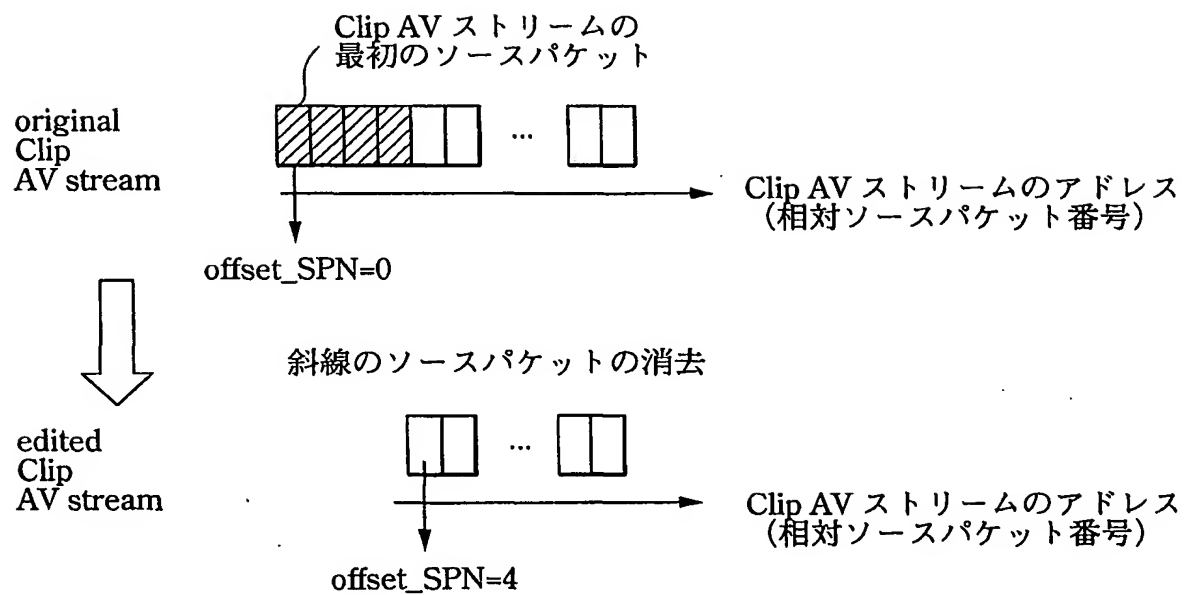 Clip AV ストリームの
最初のソースパケット
original
Clip
AV stream
...
Clip AV ストリームのアドレス
(相対ソースパケット番号)
offset_SPN=0
斜線のソースパケットの消去
edited
Clip
AV stream
...
Clip AV ストリームのアドレス
(相対ソースパケット番号)
offset_SPN=4